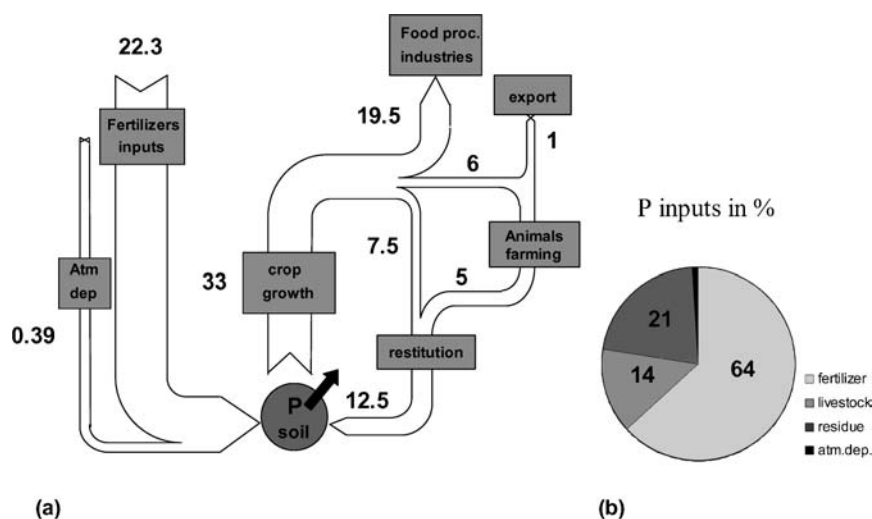 22.3
Fertilizers
inputs
Atm
dep
0.39
Food proc.
industries
19.5
export
1
6
Animals
farming
7.5
5
33
crop
growth
restitution
12.5
P
soil
(a)
P inputs in %
21
14
64
fertilizer
livestock
residue
atm.dep.
(b)